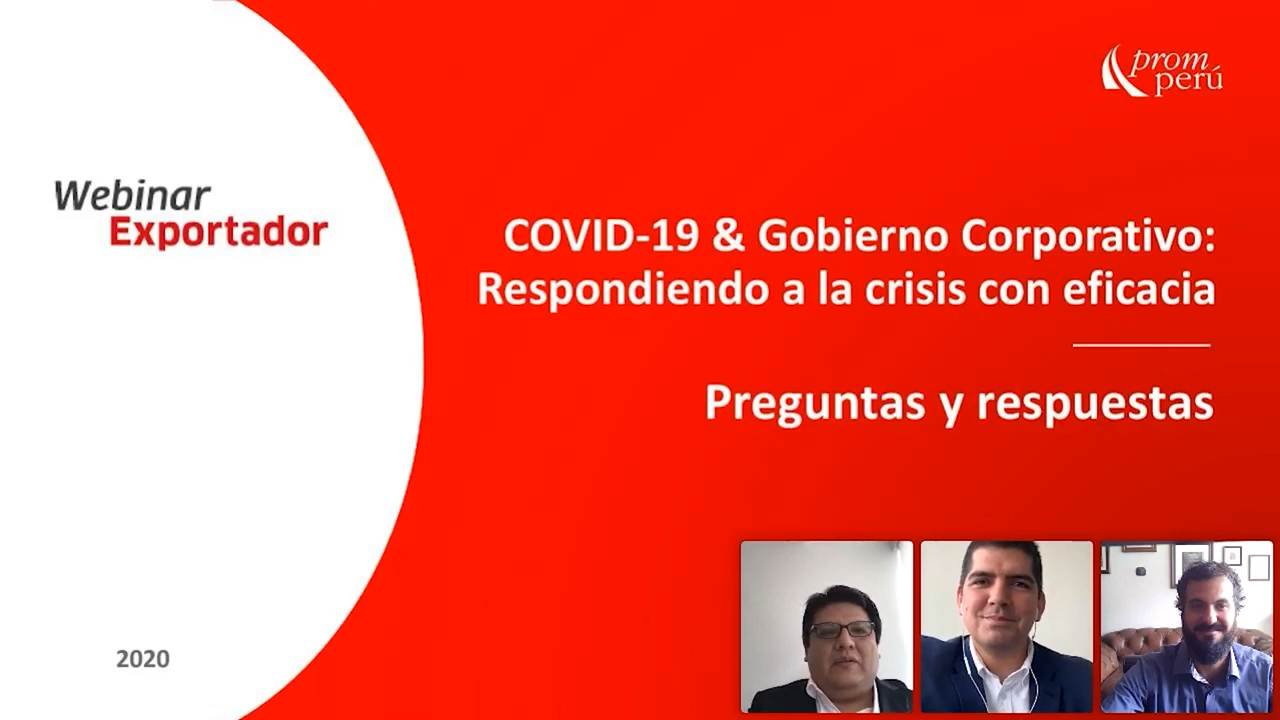 prom
perú
Webinar
Exportador
COVID-19 & Gobierno Corporativo:
Respondiendo a la crisis con eficacia
Preguntas y respuestas
2020